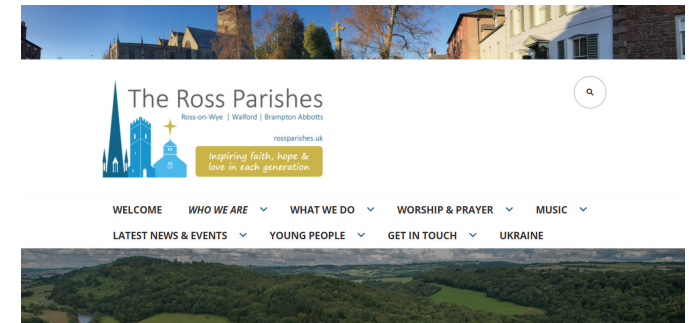 The Ross Parishes
Ross-on-Wye | Walford | Brampton Abbotts
rossparishes.uk
Inspiring faith, hope &
love in each generation
WELCOME WHO WE ARE WHAT WE DO WORSHIP & PRAYER MUSIC
LATEST NEWS & EVENTS YOUNG PEOPLE GET IN TOUCH UKRAINE